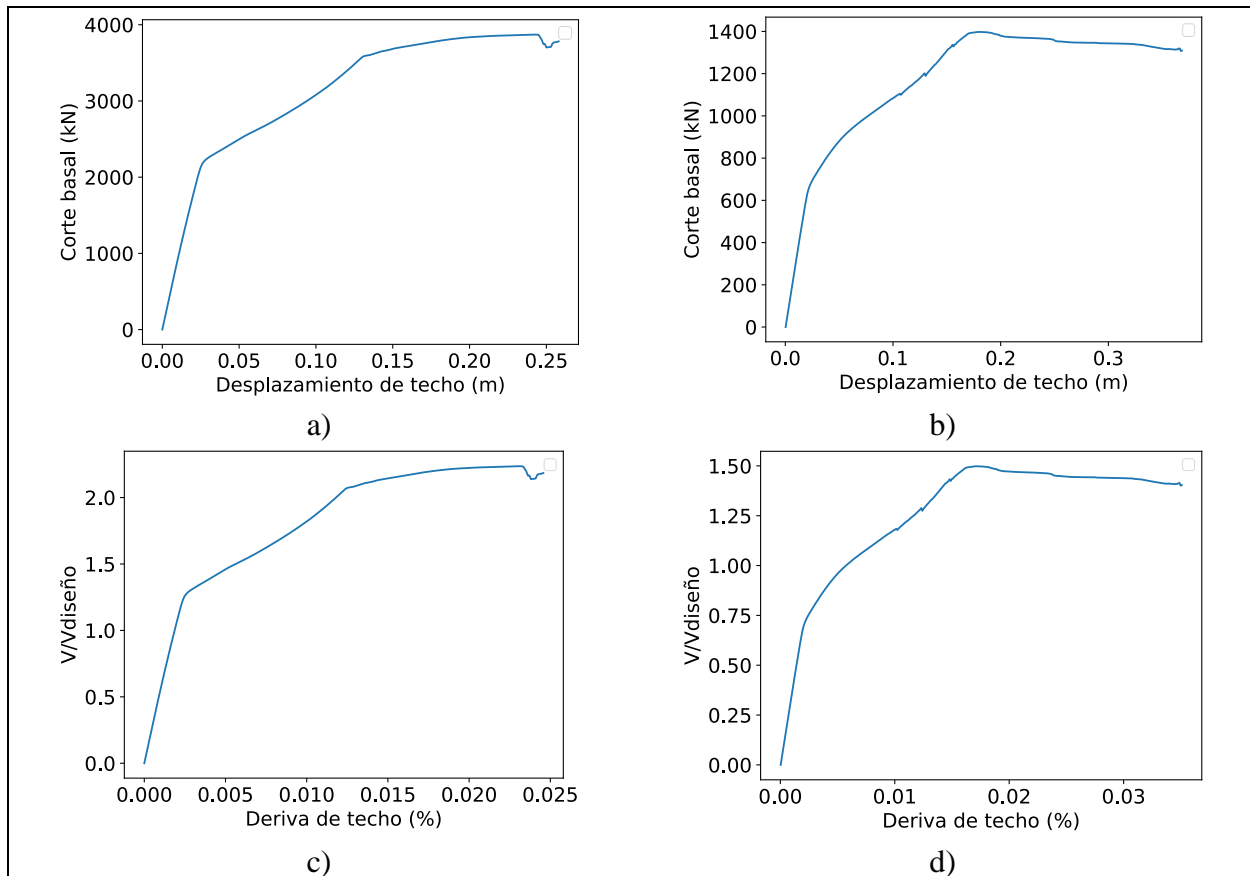 4000
3000
2000
1000
0
Corte basal (kN)
0.00 0.05 0.10 0.15 0.20 0.25
Desplazamiento de techo (m)
a)
1400
1200
1000
800
600
400
200
0
Corte basal (kN)
0.0 0.1 0.2 0.3
Desplazamiento de techo (m)
b)
2.0
1.5
1.0
0.5
0.0
V/Vdiseño
0.000 0.005 0.010 0.015 0.020 0.025
Deriva de techo (%)
c)
1.50
1.25
1.00
0.75
0.50
0.25
0.00
V/Vdiseño
0.00 0.01 0.02 0.03
Deriva de techo (%)
d)